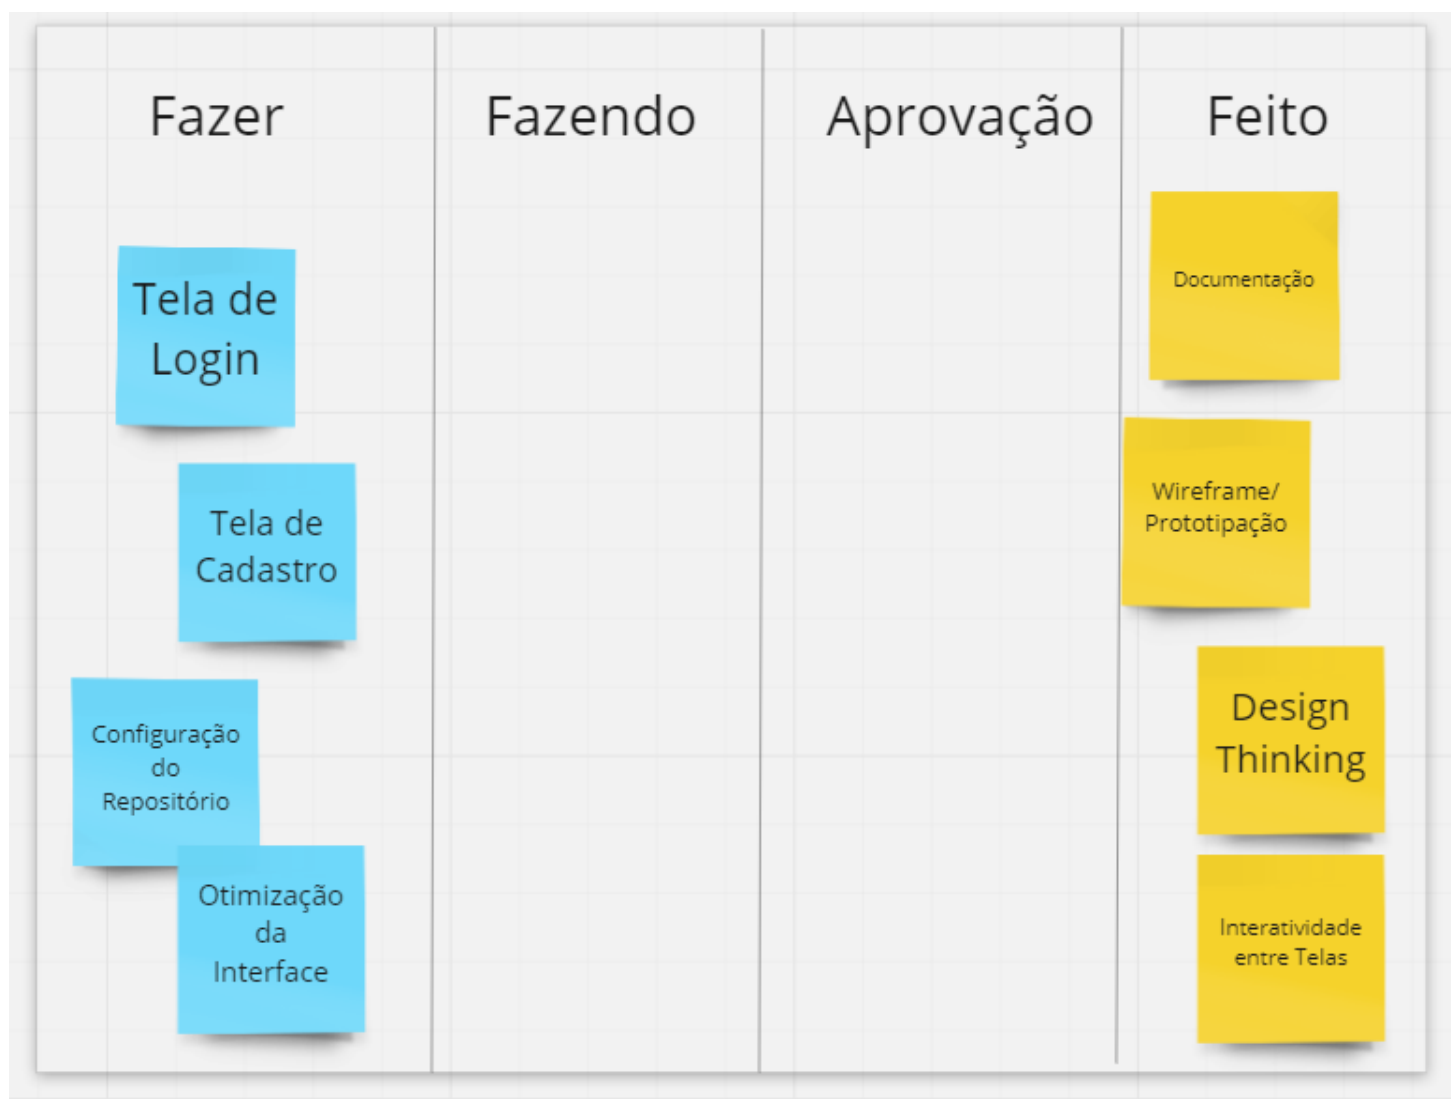 Fazer
Fazendo
Aprovação
Feito
Tela de
Login
Tela de
Cadastro
Configuração
do
Repositório
Otimização
da
Interface
Documentação
Wireframe/
Prototipação
Design
Thinking
Interatividade
entre Telas